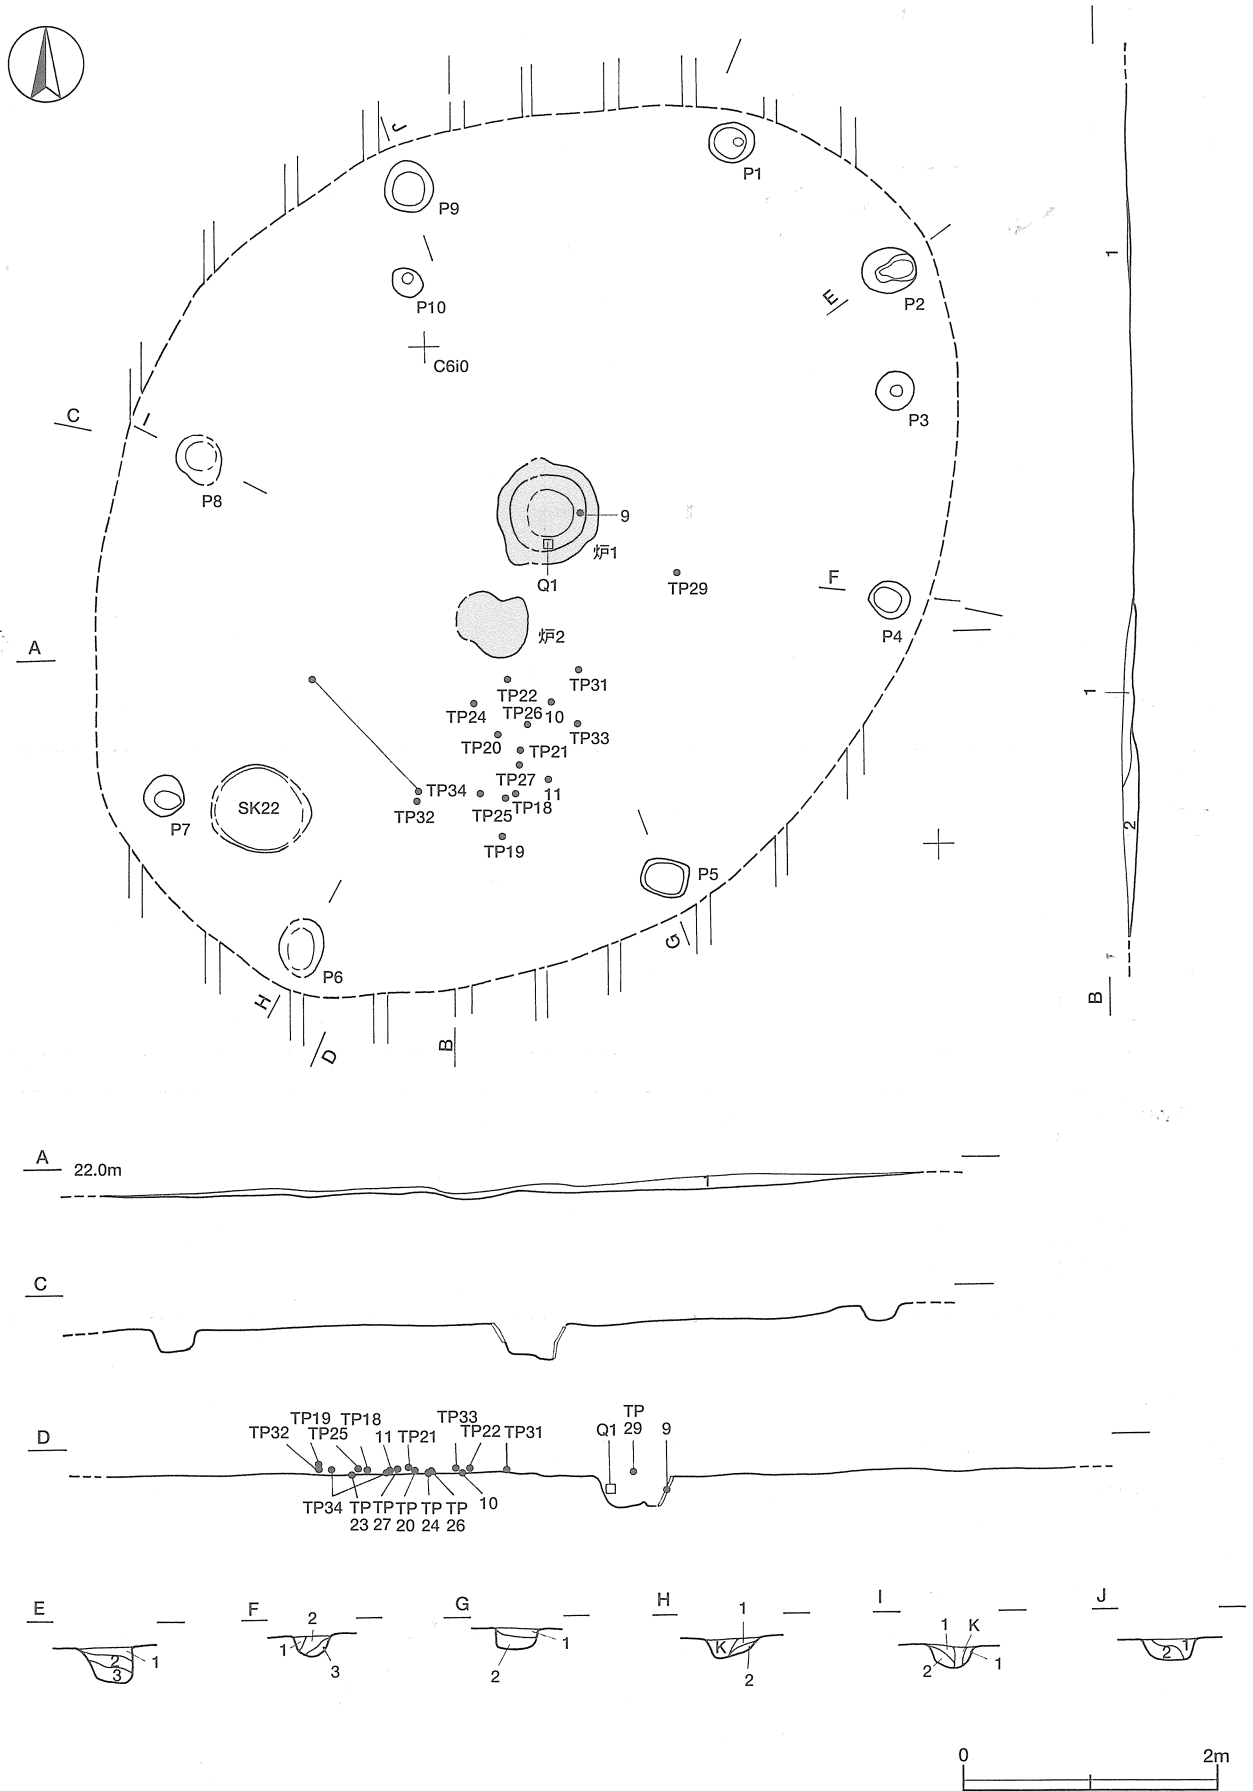 J
P1
P9
P2
E
P10
C6i0
1
P3
C
I
P8
9
炉1
Q1
TP29
F
炉2
P4
A
TP31
TP22
TP24
TP26
10
TP33
TP20
TP21
1
TP27
11
TP34
SK22
TP32
TP25
TP18
P7
2
TP19
P5
G
P6
H
D
B
B
A 22.0m
1
C
D
TP19
TP18
TP32
TP25
11
TP21
TP33
TP22
TP31
Q1
TP
29
9
TP34
TP
23
TP
27
TP
20
TP
24
TP
26
10
E
1
2
3
F
2
1
3
G
1
2
H
1
K
2
I
1
K
2
1
J
1
2
0
2m